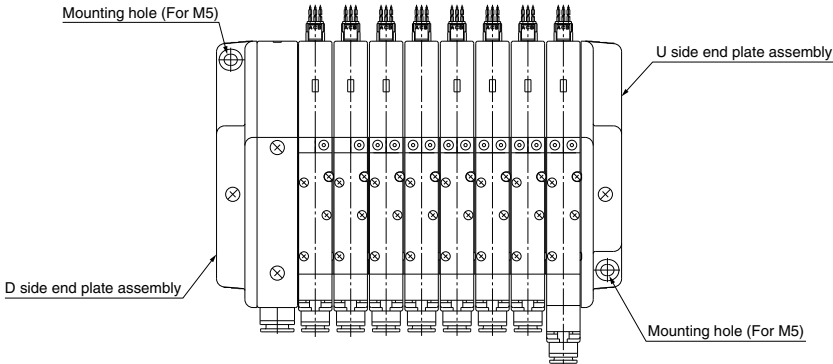 Mounting hole (For M5)
U side end plate assembly
D side end plate assembly
Mounting hole (For M5)